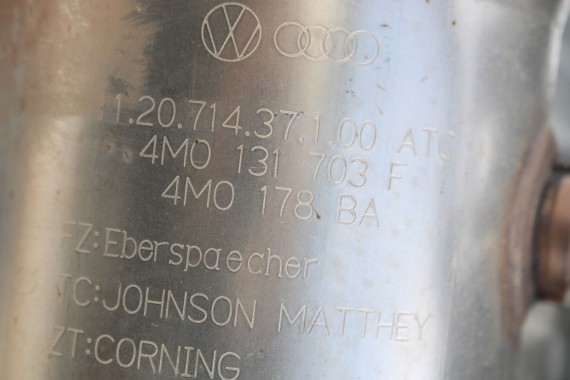 1.20.714.37.1.00 ATC
4M0 131 703 F
4M0 178 BA
FZ:Eberspaecher
TC:JOHNSON MATTHEY
ZT:CORNING